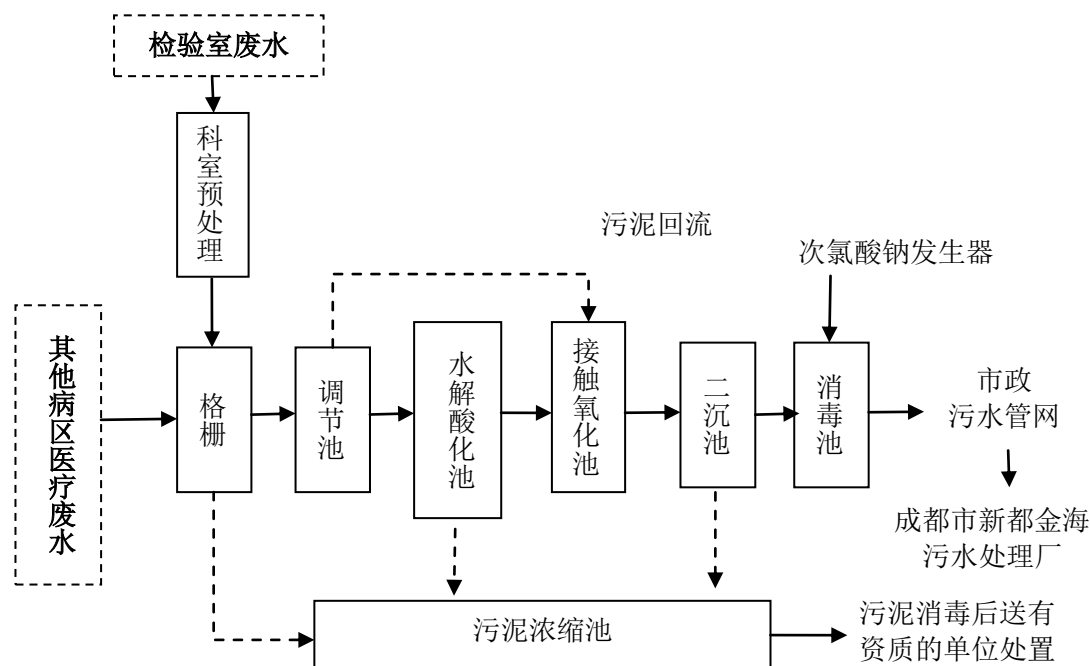 检验室废水
科室预处理
污泥回流
次氯酸钠发生器
其他病区医疗废水
格栅
调节池
水解酸化池
接触氧化池
二沉池
消毒池
市政
污水管网
成都市新都金海
污水处理厂
污泥浓缩池
污泥消毒后送有
资质的单位处置